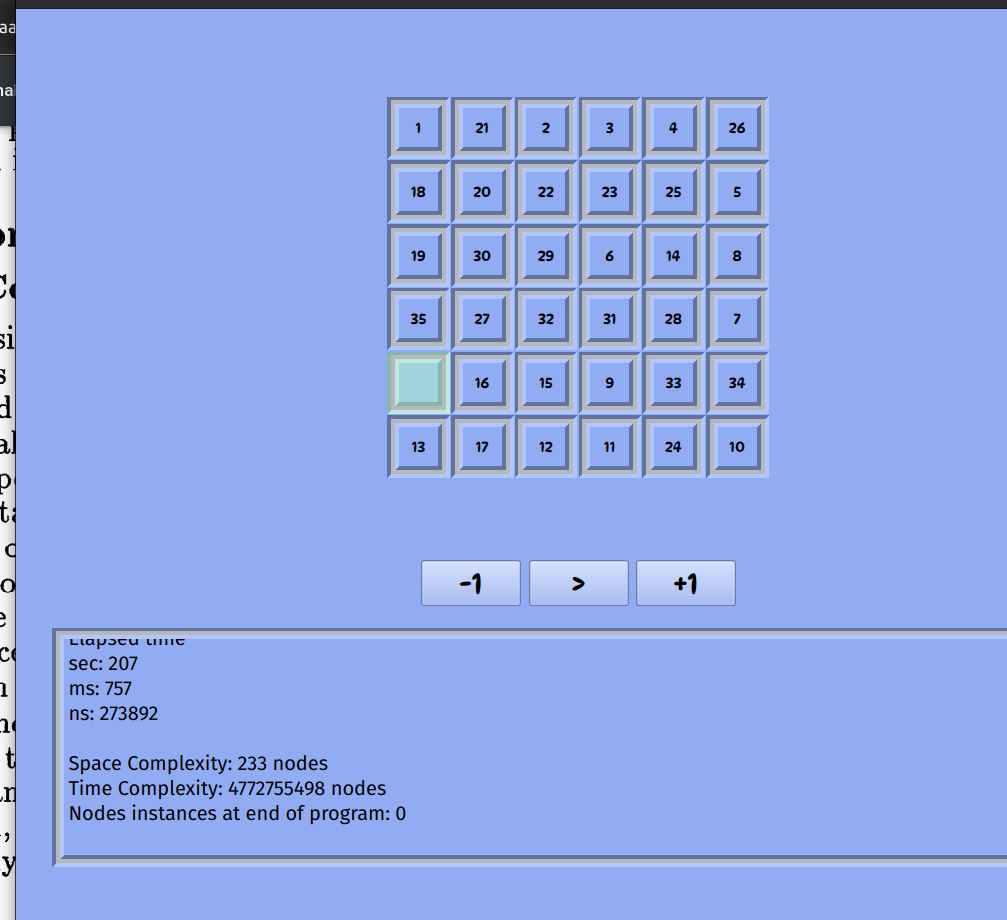 1 21 2 3 4 26
18 20 22 23 25 5
19 30 29 6 14 8
35 27 32 31 28 7
16 15 9 33 34
13 17 12 11 24 10
-1 > +1
Elapsed time
sec: 207
ms: 757
ns: 273892
Space Complexity: 233 nodes
Time Complexity: 4772755498 nodes
Nodes instances at end of program: 0